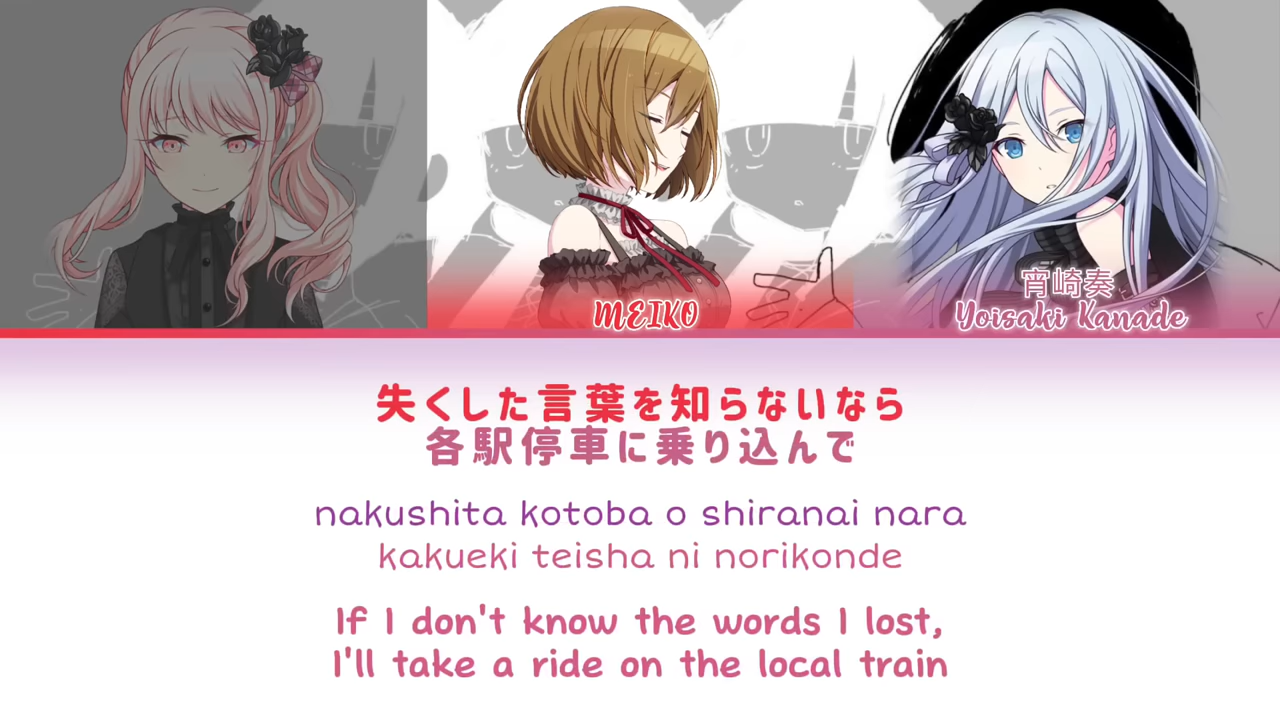 MEIKO
宵崎奏
Yoisaki Kanade
失くした言葉を知らないなら
各駅停車に乗り込んで
nakushita kotoba o shiranai nara
kakueki teisha ni norikonde
If I don't know the words I lost,
I'll take a ride on the local train